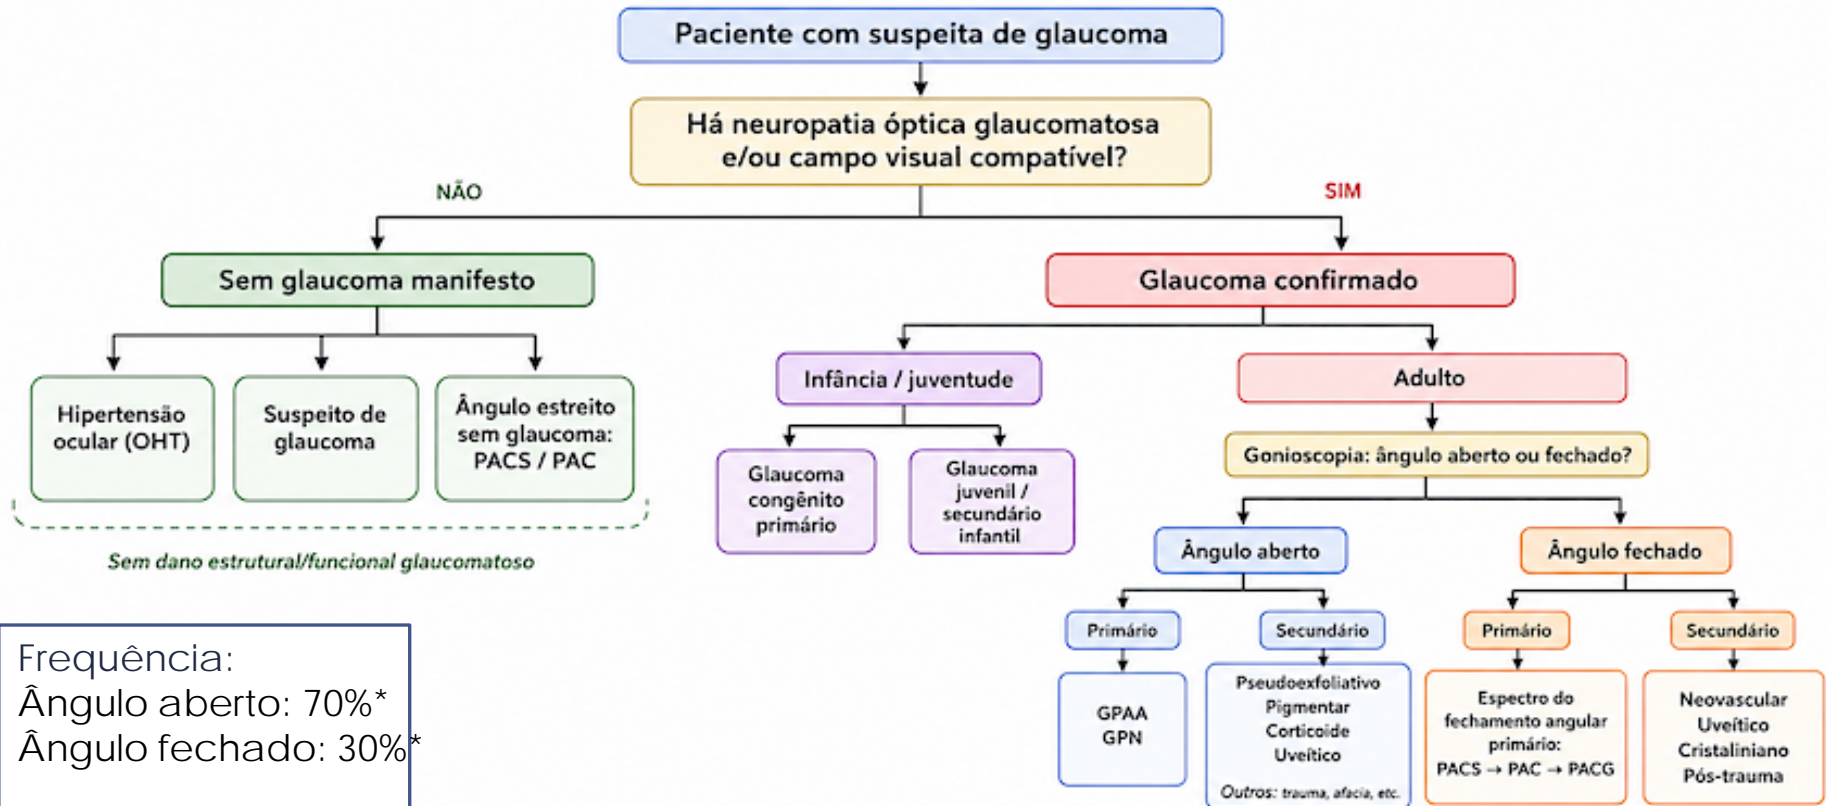 Paciente com suspeita de glaucoma
Há neuropatia óptica glaucomatosa
e/ou campo visual compatível?
NÃO
SIM
Sem glaucoma manifesto
Glaucoma confirmado
Hipertensão
ocular (OHT)
Suspeito de
glaucoma
Ângulo estreito
sem glaucoma:
PACS / PAC
Sem dano estrutural/funcional glaucomatoso
Infância / juventude
Adulto
Glaucoma
congênito
primário
Glaucoma
juvenil /
secundário
infantil
Gonioscopia: ângulo aberto ou fechado?
Ângulo aberto
Ângulo fechado
Primário
Secundário
Primário
Secundário
GPAA
GPN
Pseudoexfoliativo
Pigmentar
Corticoide
Uveítico
Outros: trauma, afacia, etc.
Espectro do
fechamento angular
primário:
PACS → PAC → PACG
Neovascular
Uveítico
Cristaliniano
Pós-trauma
Frequência:
Ângulo aberto: 70%*
Ângulo fechado: 30%*